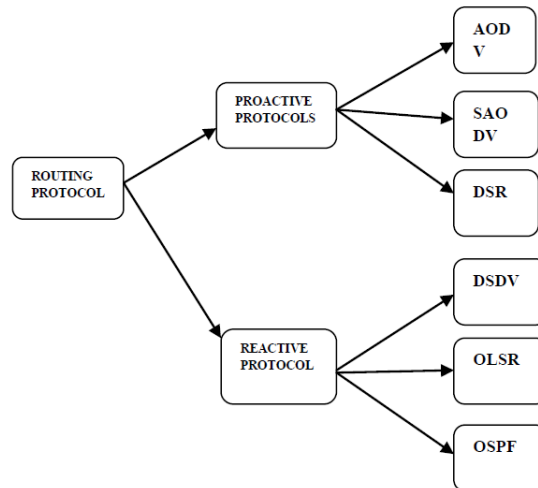 AOD
V
PROACTIVE
PROTOCOLS
SAO
DV
ROUTING
PROTOCOL
DSR
DSDV
REACTIVE
PROTOCOL
OLSR
OSPF